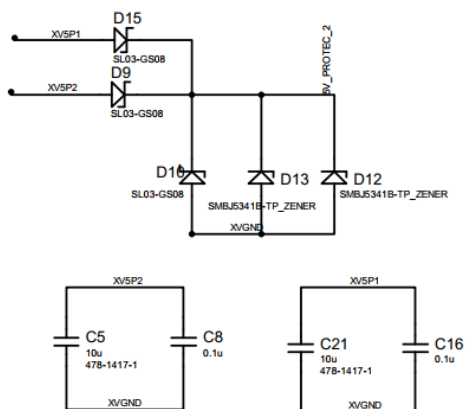 D15
XV5P1
SL03-GS08
D9
XV5P2
SL03-GS08
5V_PROTEC_2
D10
SL03-GS08
D13
SMBJ5341B-TP_ZENER
D12
SMBJ5341B-TP_ZENER
XVGND
XV5P2
C5
10u
478-1417-1
C8
0.1u
XVGND
XV5P1
C21
10u
478-1417-1
C16
0.1u
XVGND